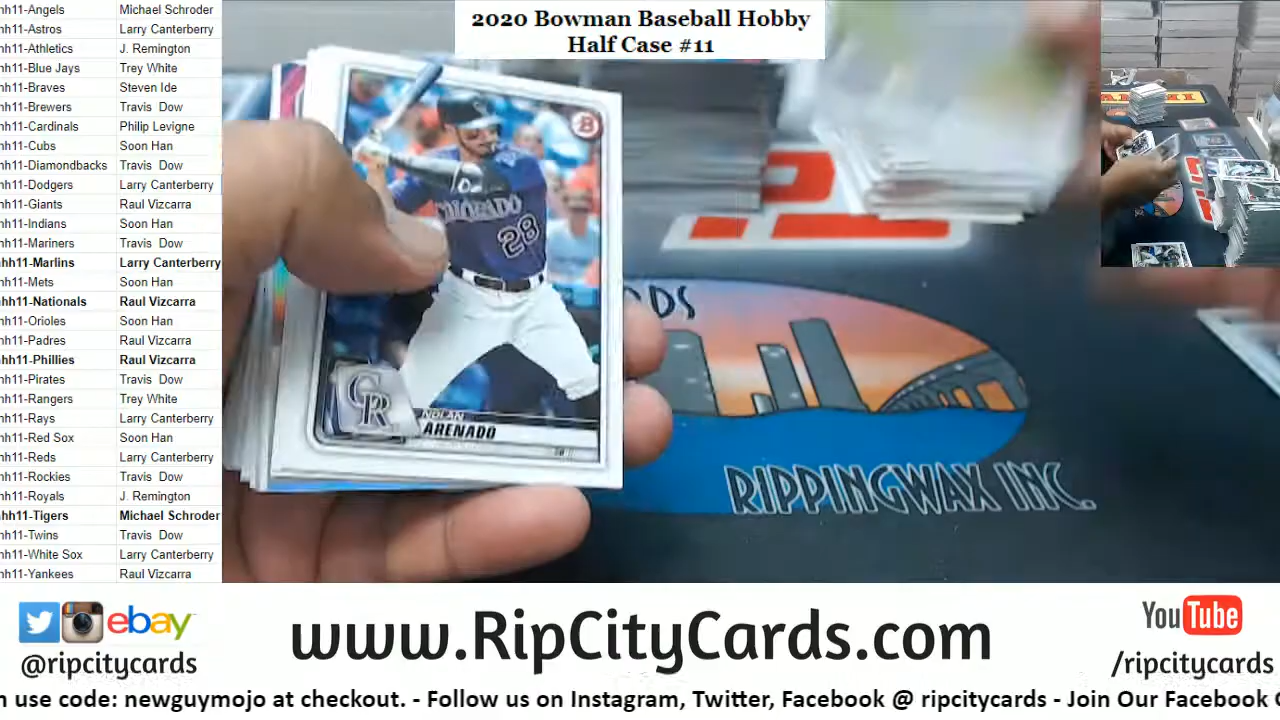 2020 Bowman Baseball Hobby
Half Case #11
hh11-Angels Michael Schroder
hh11-Astros Larry Canterberry
hh11-Athletics J. Remington
hh11-Blue Jays Trey White
hh11-Braves Steven Ide
hh11-Brewers Travis Dow
hh11-Cardinals Philip Levigne
hh11-Cubs Soon Han
hh11-Diamondbacks Travis Dow
hh11-Dodgers Larry Canterberry
hh11-Giants Raul Vizcarra
hh11-Indians Soon Han
hh11-Mariners Travis Dow
hh11-Marlins Larry Canterberry
hh11-Mets Soon Han
hh11-Nationals Raul Vizcarra
hh11-Orioles Soon Han
hh11-Padres Raul Vizcarra
hh11-Phillies Raul Vizcarra
hh11-Pirates Travis Dow
hh11-Rangers Trey White
hh11-Rays Larry Canterberry
hh11-Red Sox Soon Han
hh11-Reds Larry Canterberry
hh11-Rockies Travis Dow
hh11-Royals J. Remington
hh11-Tigers Michael Schroder
hh11-Twins Travis Dow
hh11-White Sox Larry Canterberry
hh11-Yankees Raul Vizcarra
B
COLORADO
28
CR
NOLAN
ARENADO
RDS
RIPPINGWAX INC.
ebay
@ripcitycards
www.RipCityCards.com
YouTube
/ripcitycards
n use code: newguymojo at checkout. - Follow us on Instagram, Twitter, Facebook @ ripcitycards - Join Our Facebook